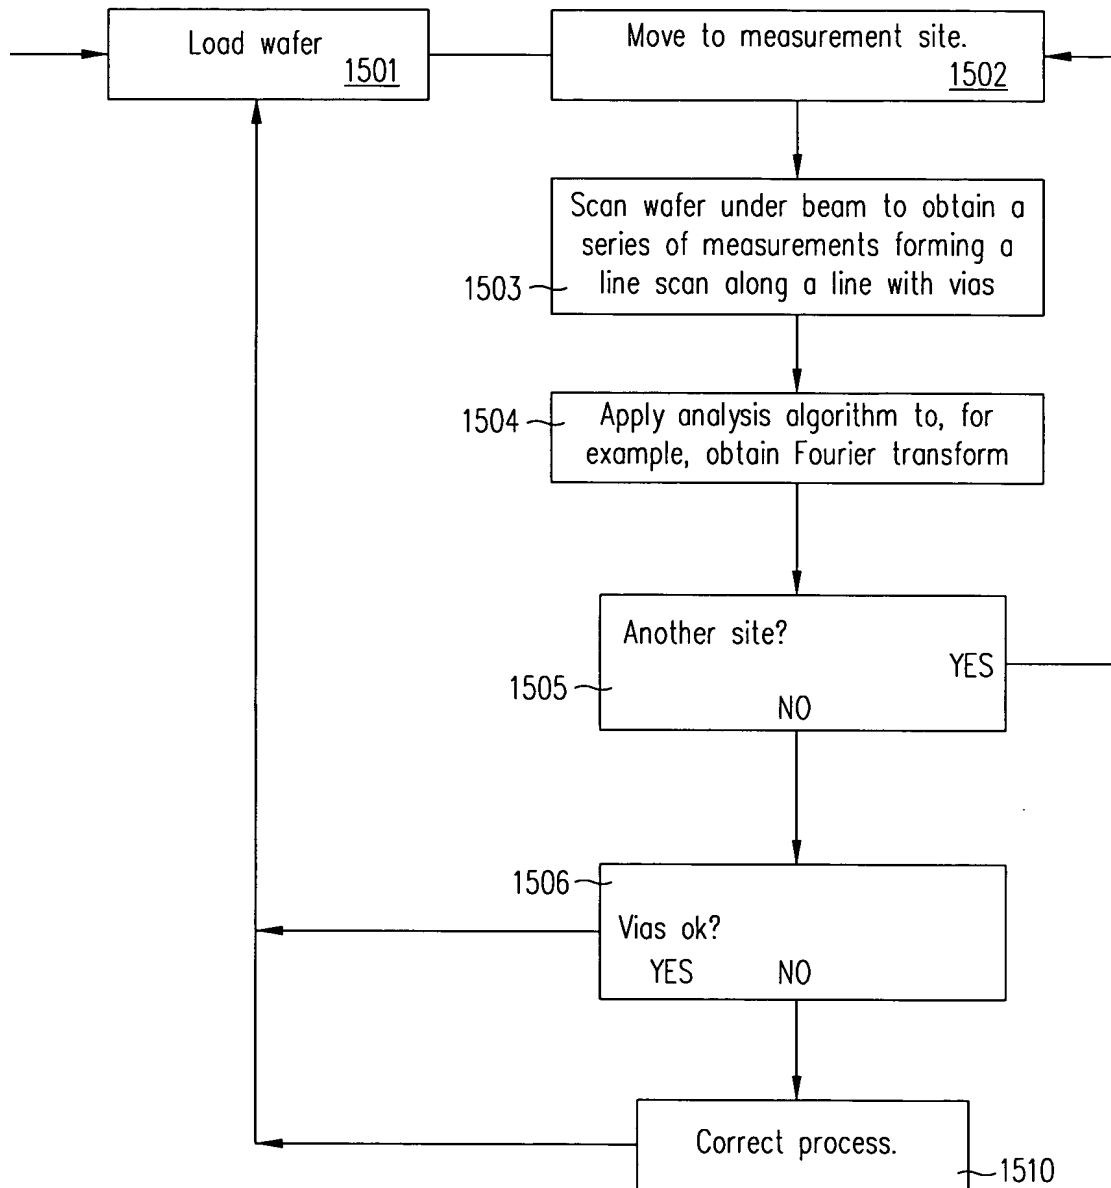 Load wafer
1501
Move to measurement site.
1502
Scan wafer under beam to obtain a
series of measurements forming a
line scan along a line with vias
1503
1504
Apply analysis algorithm to, for
example, obtain Fourier transform
Another site?
YES
1505
NO
1506
Vias ok?
YES NO
Correct process.
1510